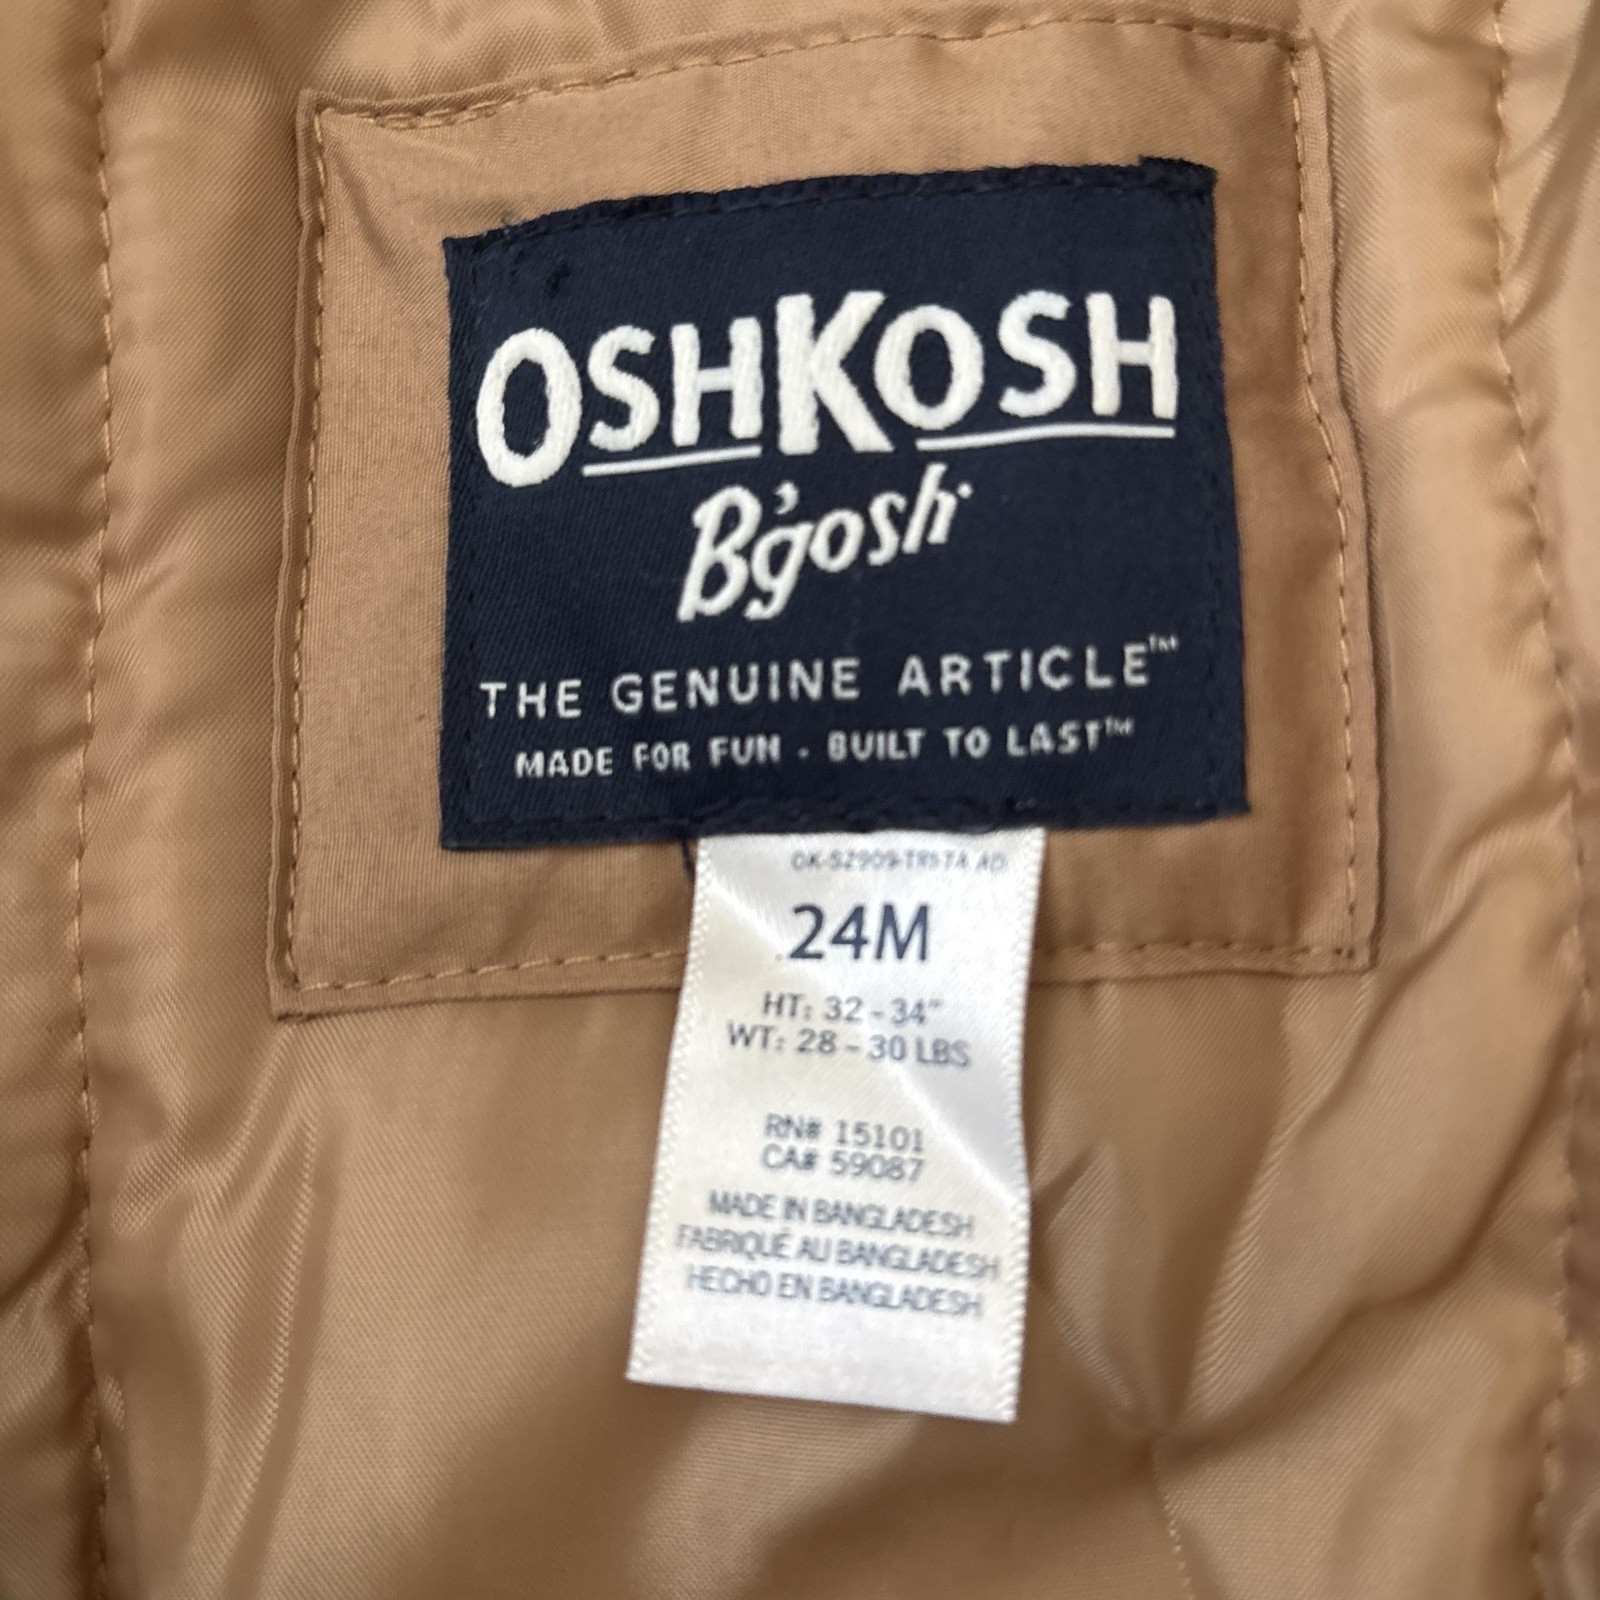 OSHKOSH
B'gosh
THE GENUINE ARTICLE™
MADE FOR FUN - BUILT TO LAST™
24M
HT: 32 - 34"
WT: 28 - 30 LBS
RN# 15101
CA# 59087
MADE IN BANGLADESH
FABRIQUÉ AU BANGLADESH
HECHO EN BANGLADESH